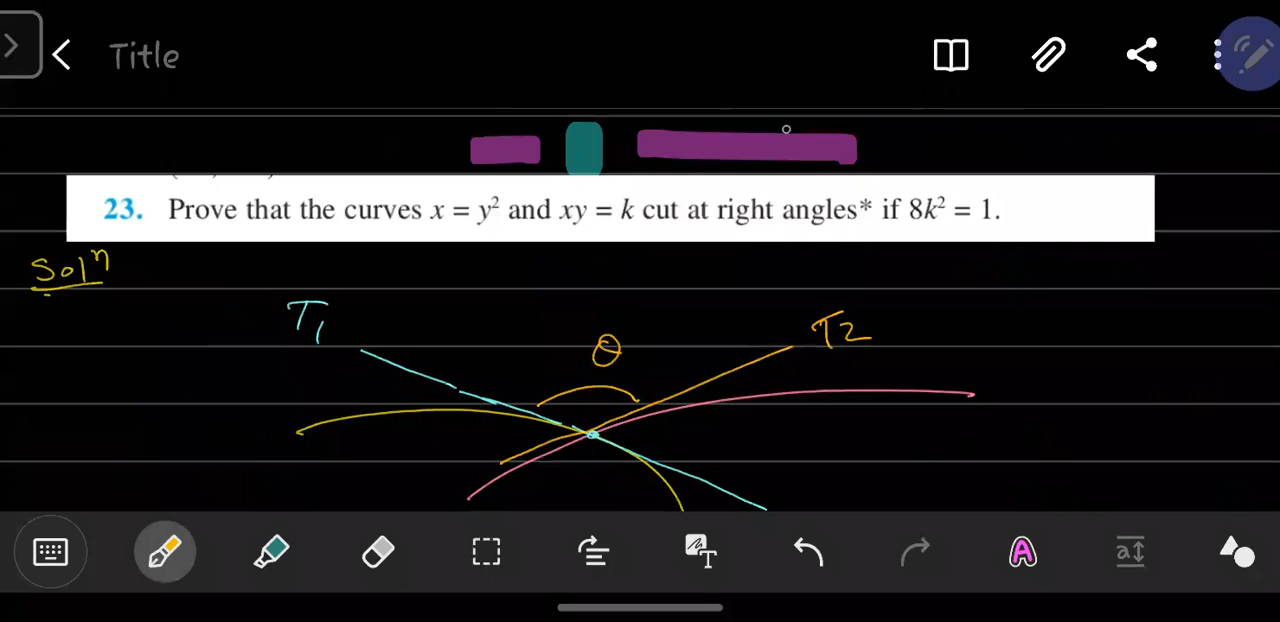 Title
23. Prove that the curves x = y² and xy = k cut at right angles* if 8k² = 1.
Solⁿ
T₁
θ
T2